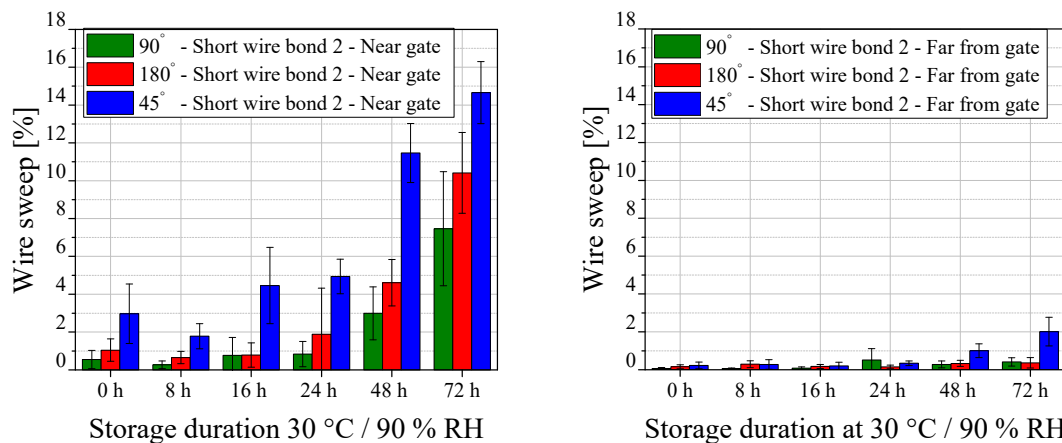 18
16
14
12
10
8
6
4
2
0
Wire sweep [%]
90° - Short wire bond 2 - Near gate
180° - Short wire bond 2 - Near gate
45° - Short wire bond 2 - Near gate
0 h 8 h 16 h 24 h 48 h 72 h
Storage duration 30 °C / 90 % RH
18
16
14
12
10
8
6
4
2
0
Wire sweep [%]
90° - Short wire bond 2 - Far from gate
180° - Short wire bond 2 - Far from gate
45° - Short wire bond 2 - Far from gate
0 h 8 h 16 h 24 h 48 h 72 h
Storage duration at 30 °C / 90 % RH